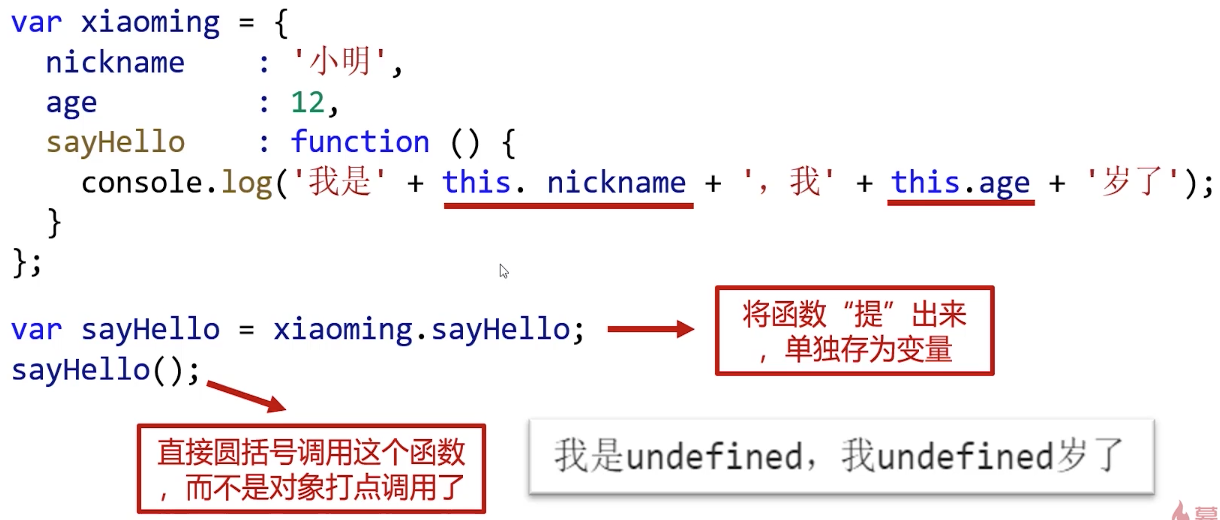 var xiaoming = {
nickname : '小明',
age : 12,
sayHello : function () {
console.log('我是' + this. nickname + '，我' + this.age + '岁了');
}
};
var sayHello = xiaoming.sayHello;
将函数“提”出来
，单独存为变量
sayHello();
直接圆括号调用这个函数
，而不是对象打点调用了
我是undefined，我undefined岁了